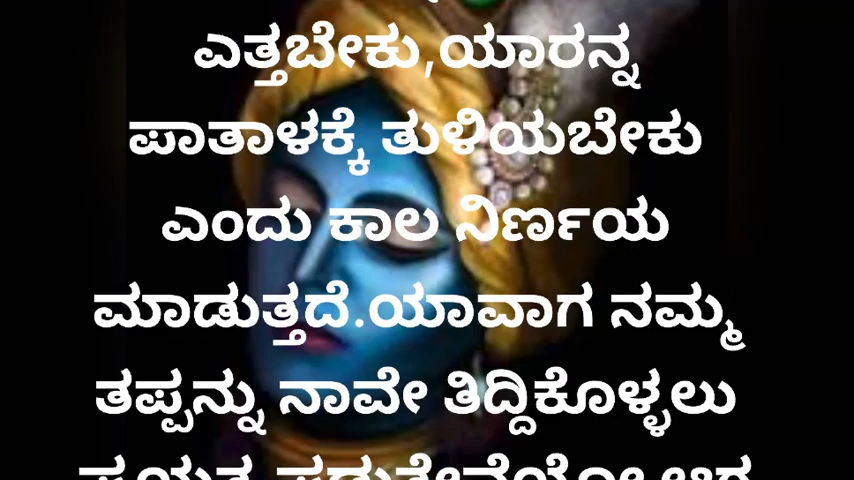 ಎತ್ತಬೇಕು,ಯಾರನ್ನ
ಪಾತಾಳಕ್ಕೆ ತುಳಿಯಬೇಕು
ಎಂದು ಕಾಲ ನಿರ್ಣಯ
ಮಾಡುತ್ತದೆ.ಯಾವಾಗ ನಮ್ಮ
ತಪ್ಪನ್ನು ನಾವೇ ತಿದ್ದಿಕೊಳ್ಳಲು